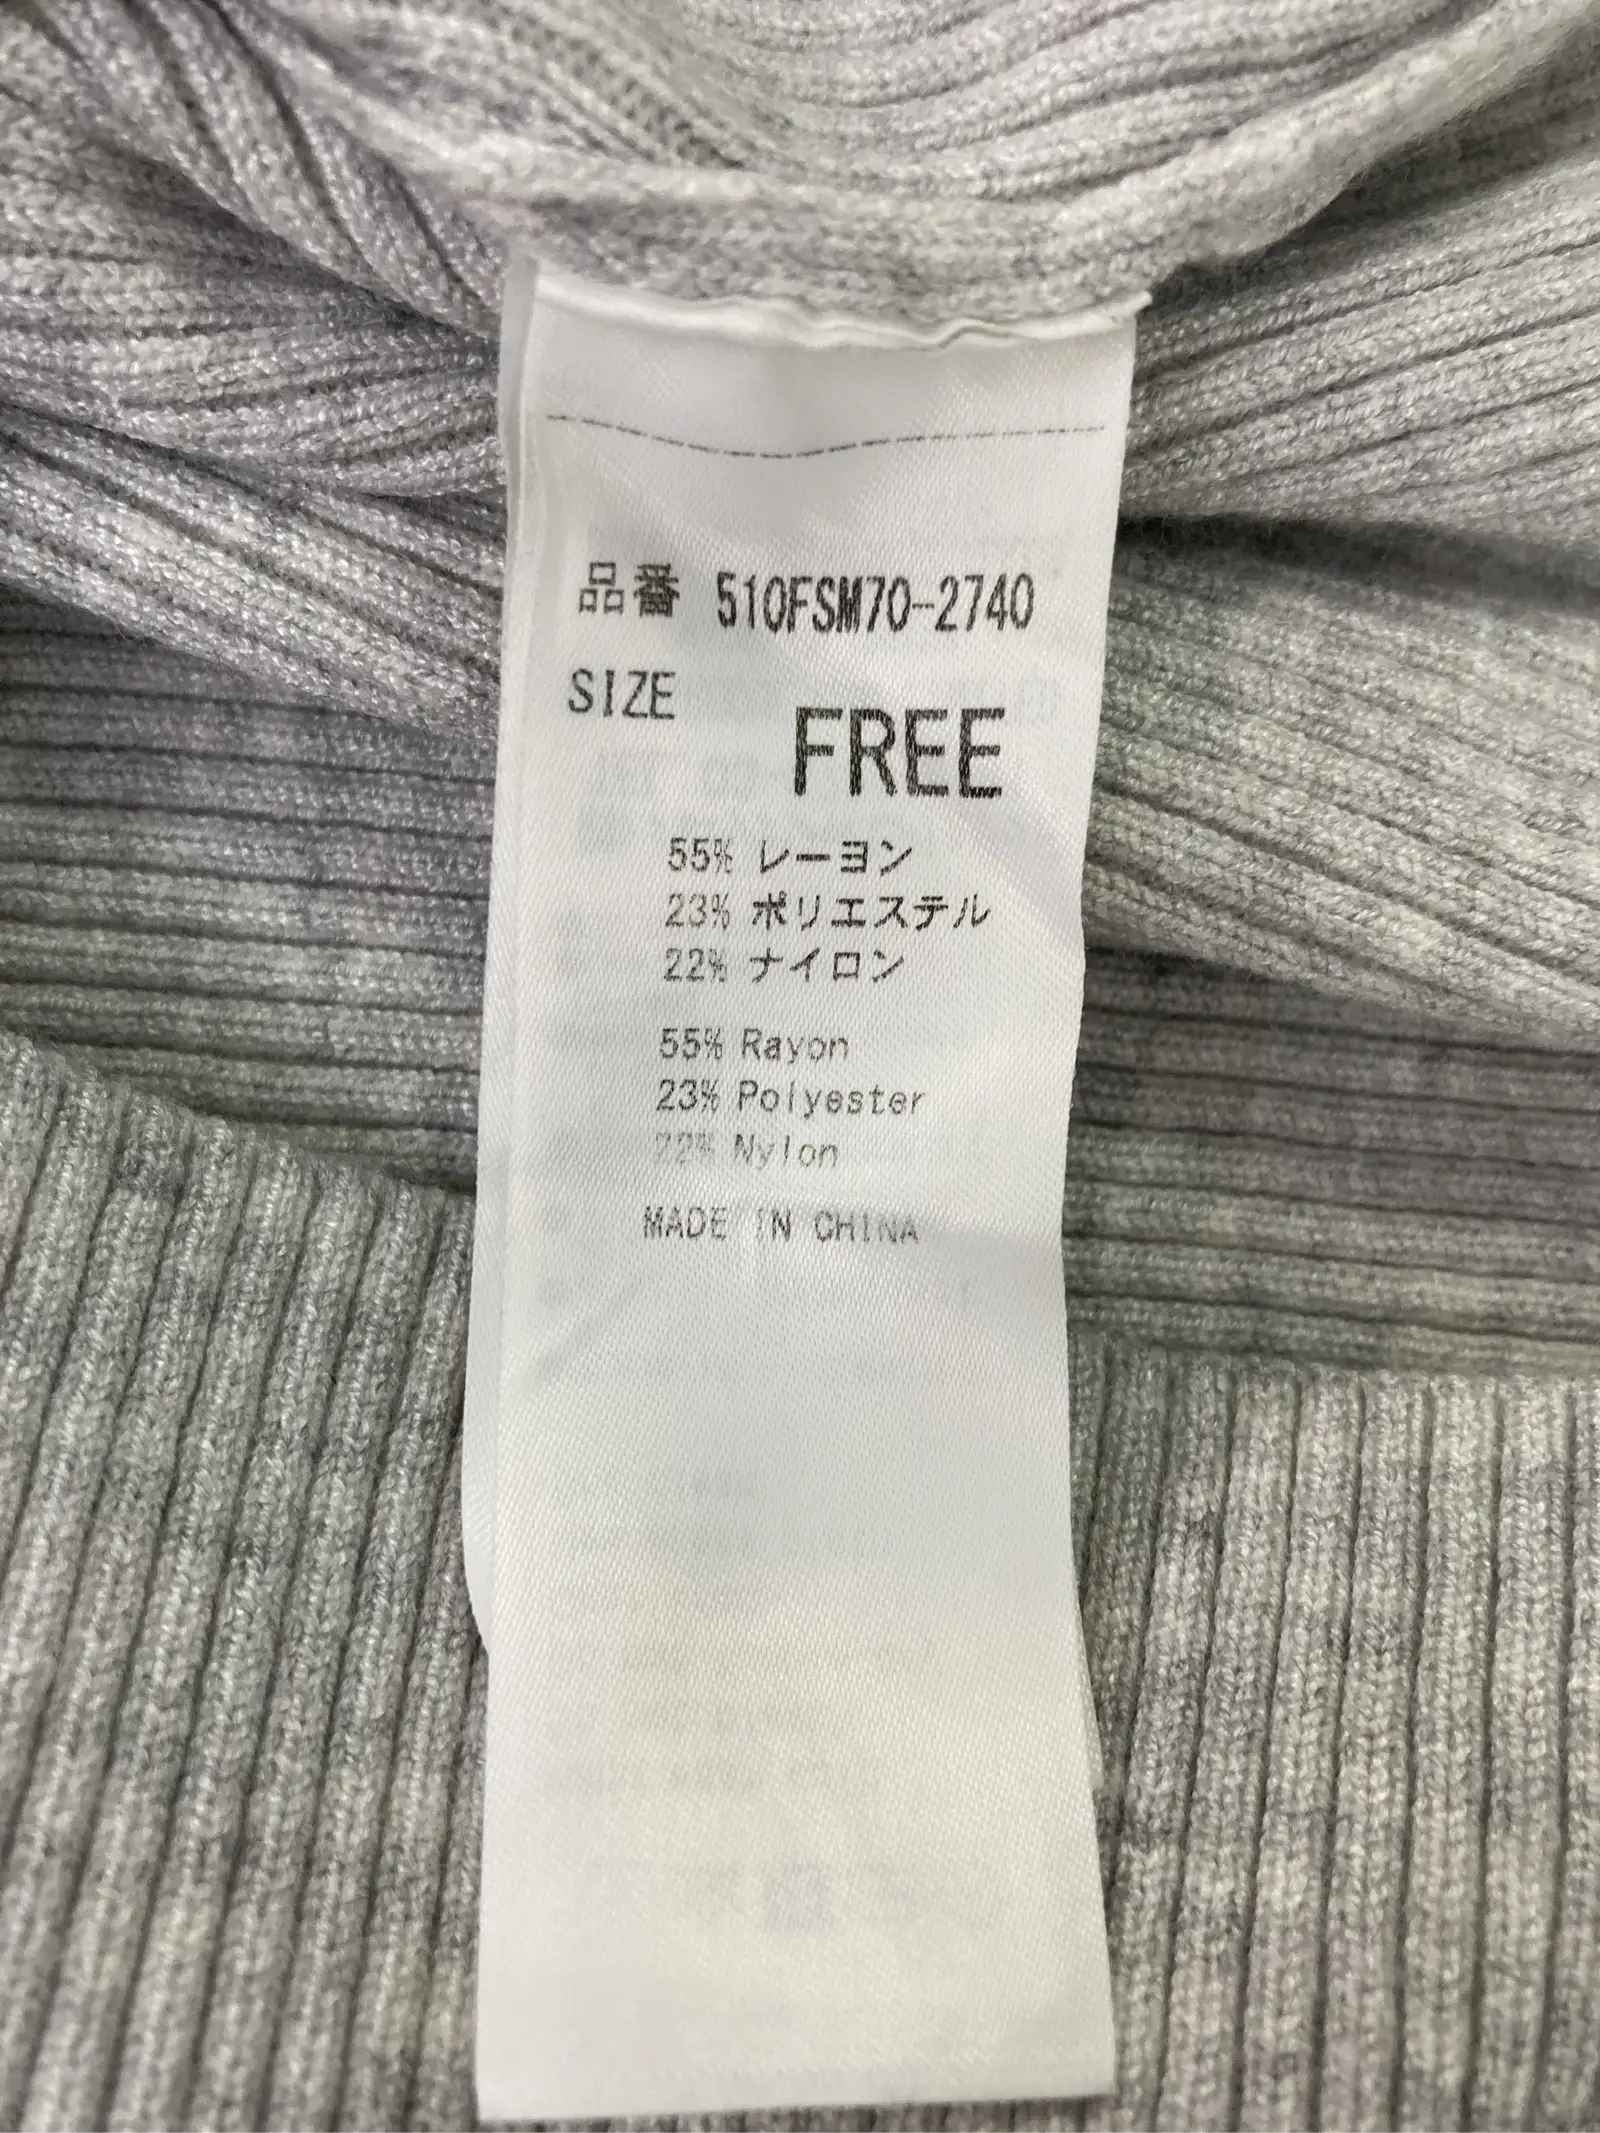 品番 510FSM70-2740
SIZE
FREE
55% レーヨン
23% ポリエステル
22% ナイロン
55% Rayon
23% Polyester
22% Nylon
MADE IN CHINA